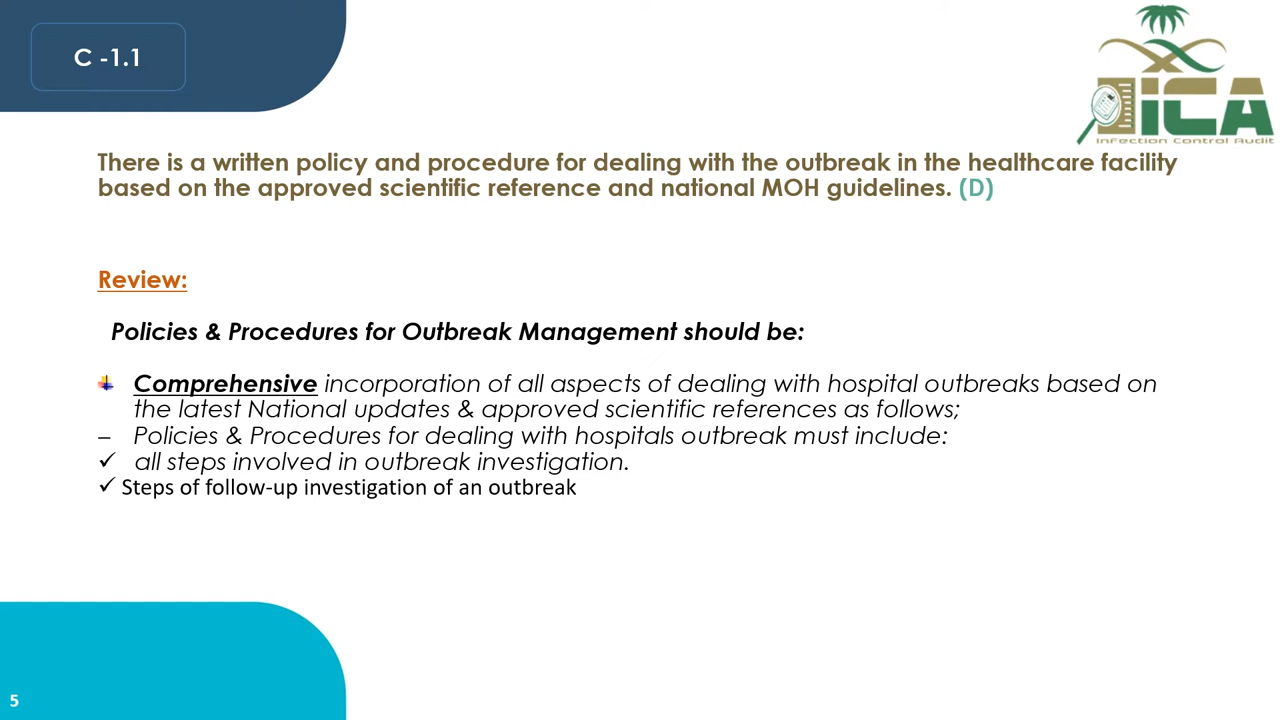 C -1.1
iCA
inFection Control Audit
There is a written policy and procedure for dealing with the outbreak in the healthcare facility
based on the approved scientific reference and national MOH guidelines. (D)
Review:
Policies & Procedures for Outbreak Management should be:
Comprehensive incorporation of all aspects of dealing with hospital outbreaks based on
the latest National updates & approved scientific references as follows;
– Policies & Procedures for dealing with hospitals outbreak must include:
✓ all steps involved in outbreak investigation.
✓ Steps of follow-up investigation of an outbreak
5